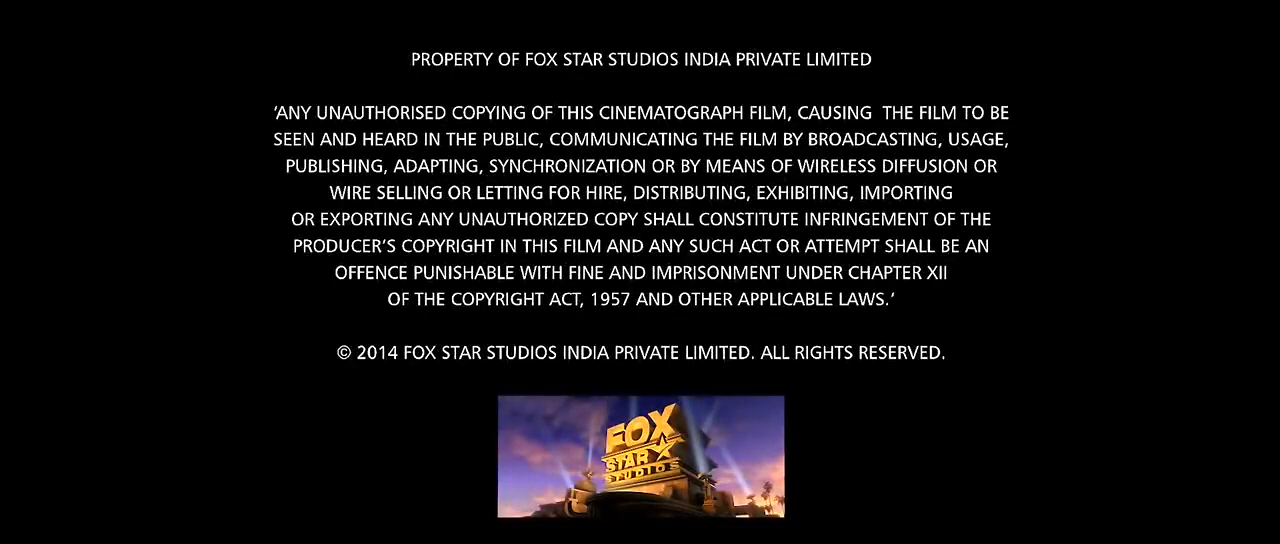 PROPERTY OF FOX STAR STUDIOS INDIA PRIVATE LIMITED
‘ANY UNAUTHORISED COPYING OF THIS CINEMATOGRAPH FILM, CAUSING  THE FILM TO BE
SEEN AND HEARD IN THE PUBLIC, COMMUNICATING THE FILM BY BROADCASTING, USAGE,
PUBLISHING, ADAPTING, SYNCHRONIZATION OR BY MEANS OF WIRELESS DIFFUSION OR
WIRE SELLING OR LETTING FOR HIRE, DISTRIBUTING, EXHIBITING, IMPORTING
OR EXPORTING ANY UNAUTHORIZED COPY SHALL CONSTITUTE INFRINGEMENT OF THE
PRODUCER’S COPYRIGHT IN THIS FILM AND ANY SUCH ACT OR ATTEMPT SHALL BE AN
OFFENCE PUNISHABLE WITH FINE AND IMPRISONMENT UNDER CHAPTER XII
OF THE COPYRIGHT ACT, 1957 AND OTHER APPLICABLE LAWS.‘
© 2014 FOX STAR STUDIOS INDIA PRIVATE LIMITED. ALL RIGHTS RESERVED.
FOX
STAR
STUDIOS